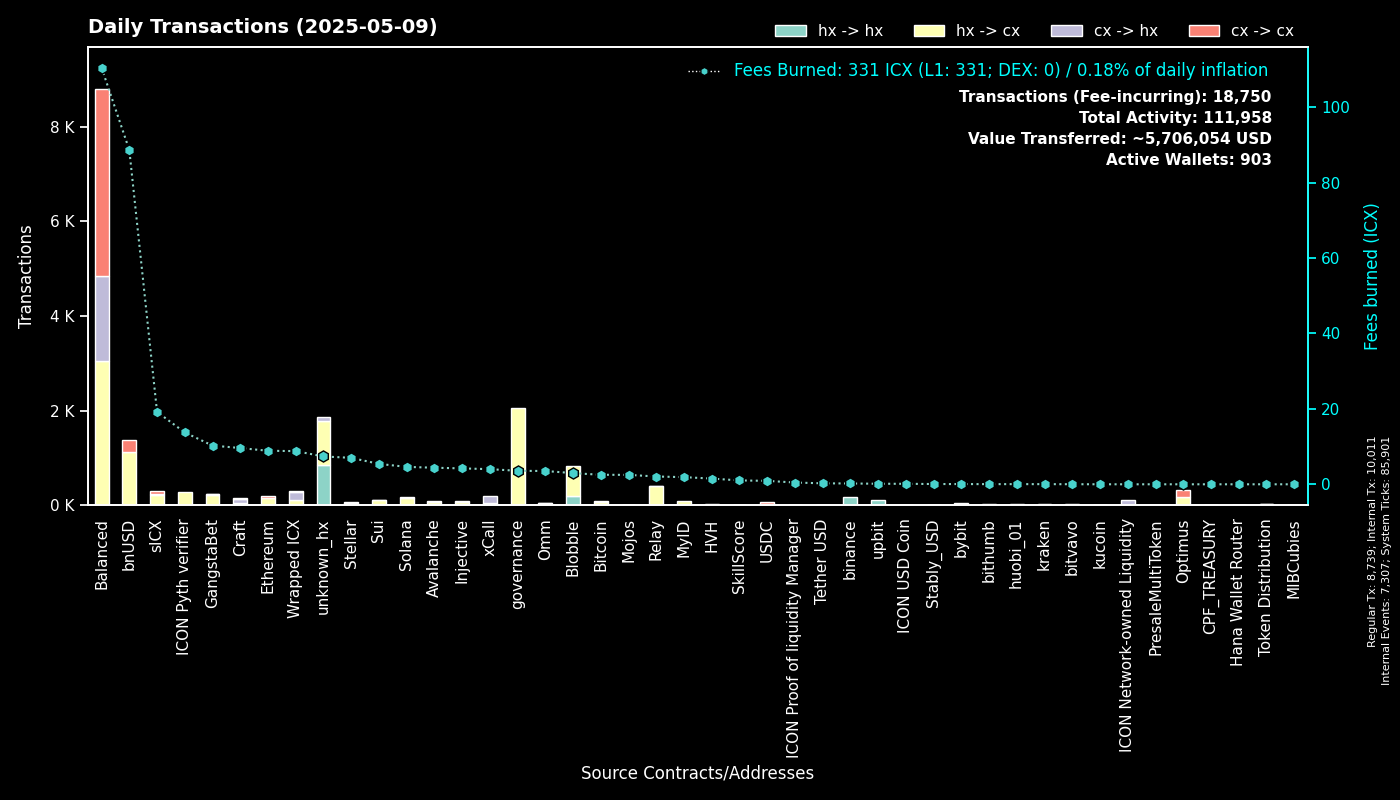 Daily Transactions (2025-05-09)
hx -> hx
hx -> cx
cx -> hx
cx -> cx
Fees Burned: 331 ICX (L1: 331; DEX: 0) / 0.18% of daily inflation
Transactions (Fee-incurring): 18,750
Total Activity: 111,958
Value Transferred: ~5,706,054 USD
Active Wallets: 903
Transactions
8 K
6 K
4 K
2 K
0 K
100
80
60
40
20
0
Fees burned (ICX)
Balanced
bnUSD
sICX
ICON Pyth verifier
GangstaBet
Craft
Ethereum
Wrapped ICX
unknown_hx
Stellar
Sui
Solana
Avalanche
Injective
xCall
governance
Omm
Blobble
Bitcoin
Mojos
Relay
MyID
HVH
SkillScore
USDC
ICON Proof of liquidity Manager
Tether USD
binance
upbit
ICON USD Coin
Stably_USD
bybit
bithumb
huobi_01
kraken
bitvavo
kucoin
ICON Network-owned Liquidity
PresaleMultiToken
Optimus
CPF_TREASURY
Hana Wallet Router
Token Distribution
MIBCubies
Source Contracts/Addresses
Regular Tx: 8,739; Internal Tx: 10,011
Internal Events: 7,307; System Ticks: 85,901